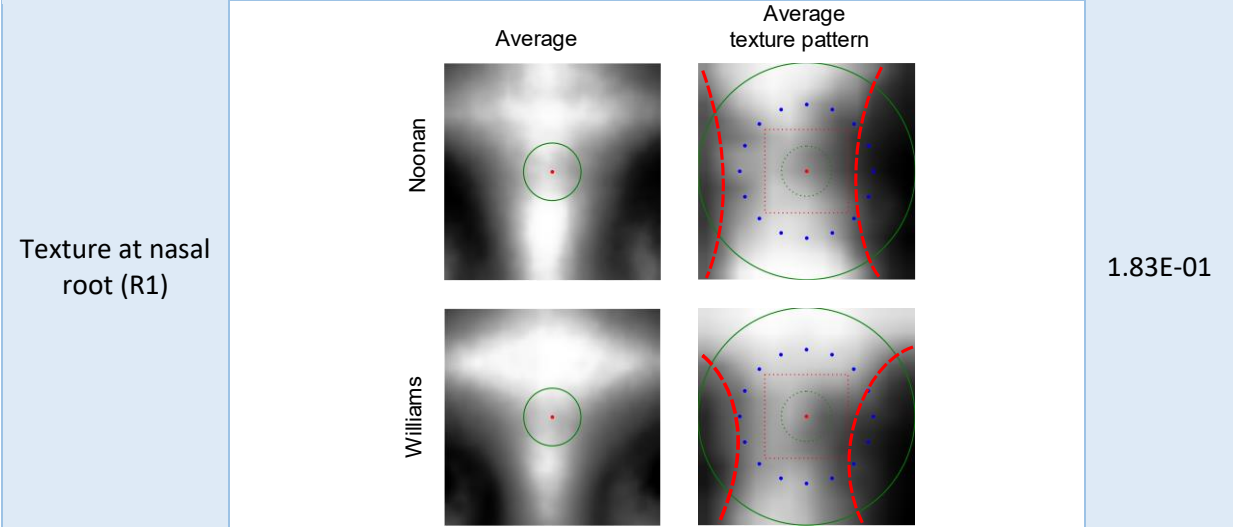 Average
Average
texture pattern
Noonan
Texture at nasal
root (R1)
1.83E-01
Williams